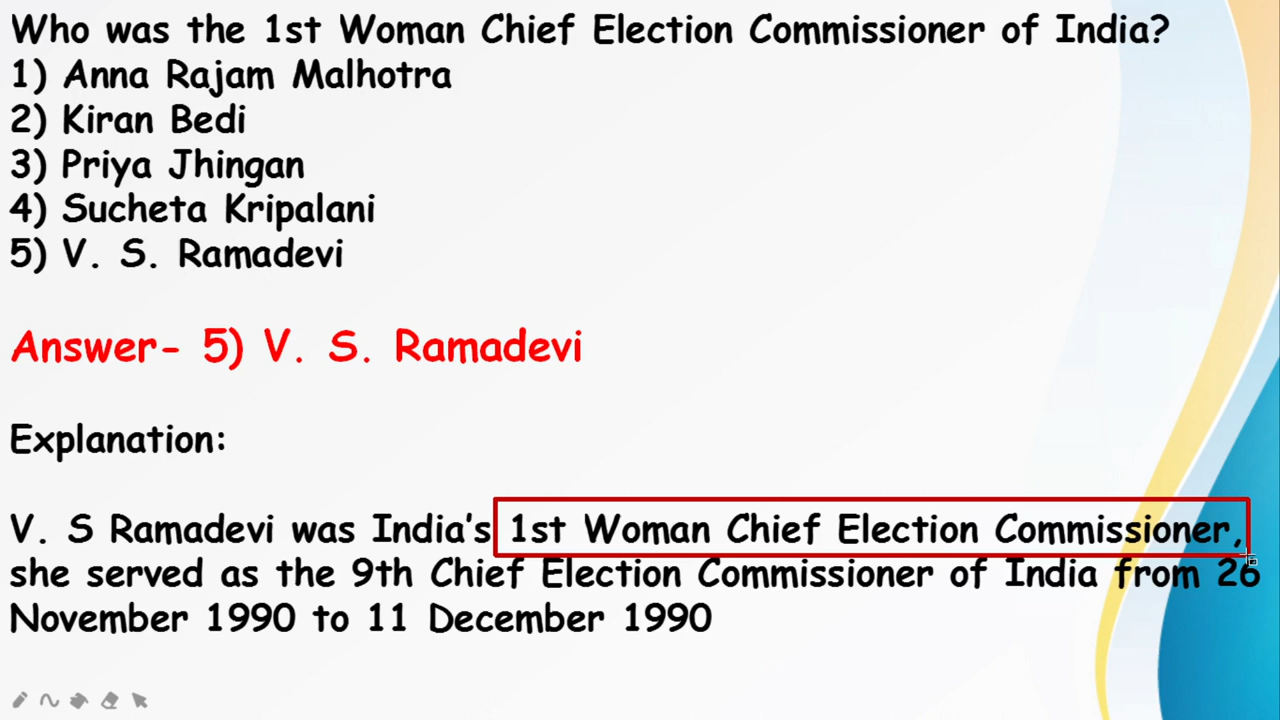 Who was the 1st Woman Chief Election Commissioner of India?
1) Anna Rajam Malhotra
2) Kiran Bedi
3) Priya Jhingan
4) Sucheta Kripalani
5) V. S. Ramadevi
Answer- 5) V. S. Ramadevi
Explanation:
V. S Ramadevi was India's 1st Woman Chief Election Commissioner,
she served as the 9th Chief Election Commissioner of India from 26
November 1990 to 11 December 1990